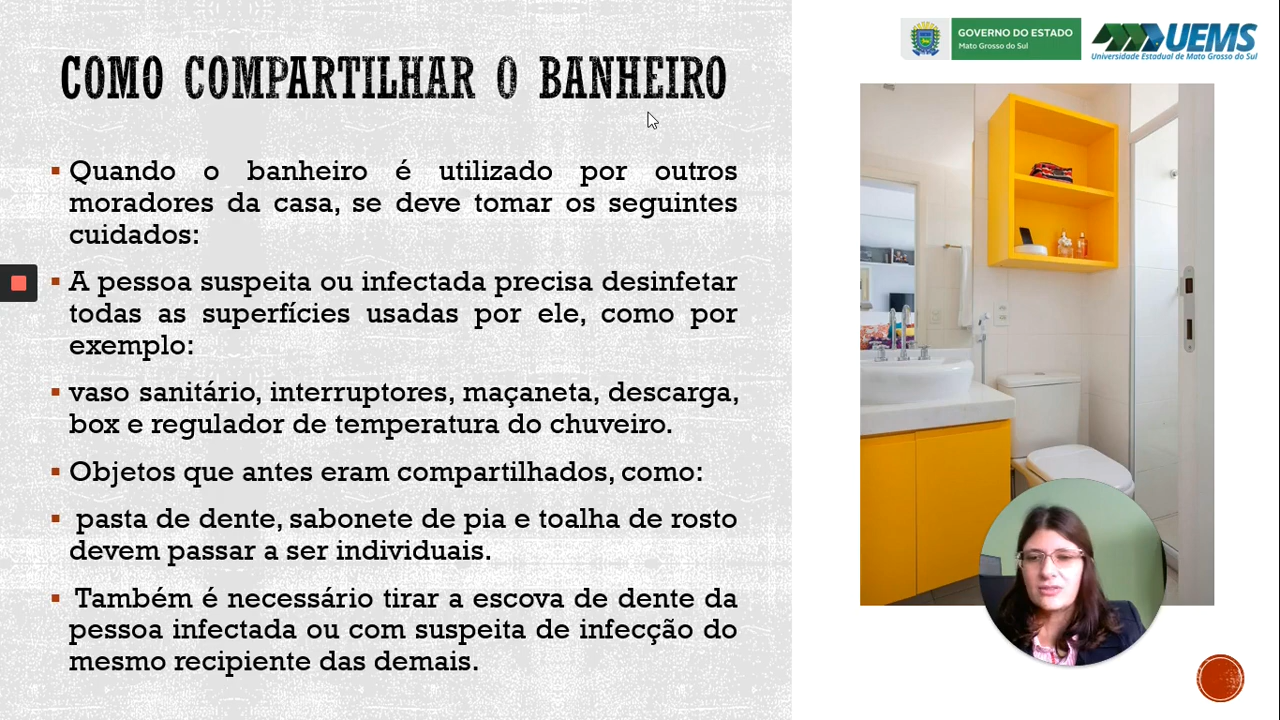 GOVERNO DO ESTADO
Mato Grosso do Sul
UEMS
Universidade Estadual de Mato Grosso do Sul
COMO COMPARTILHAR O BANHEIRO
▪ Quando o banheiro é utilizado por outros
moradores da casa, se deve tomar os seguintes
cuidados:
▪ A pessoa suspeita ou infectada precisa desinfetar
todas as superfícies usadas por ele, como por
exemplo:
▪ vaso sanitário, interruptores, maçaneta, descarga,
box e regulador de temperatura do chuveiro.
▪ Objetos que antes eram compartilhados, como:
▪ pasta de dente, sabonete de pia e toalha de rosto
devem passar a ser individuais.
▪ Também é necessário tirar a escova de dente da
pessoa infectada ou com suspeita de infecção do
mesmo recipiente das demais.